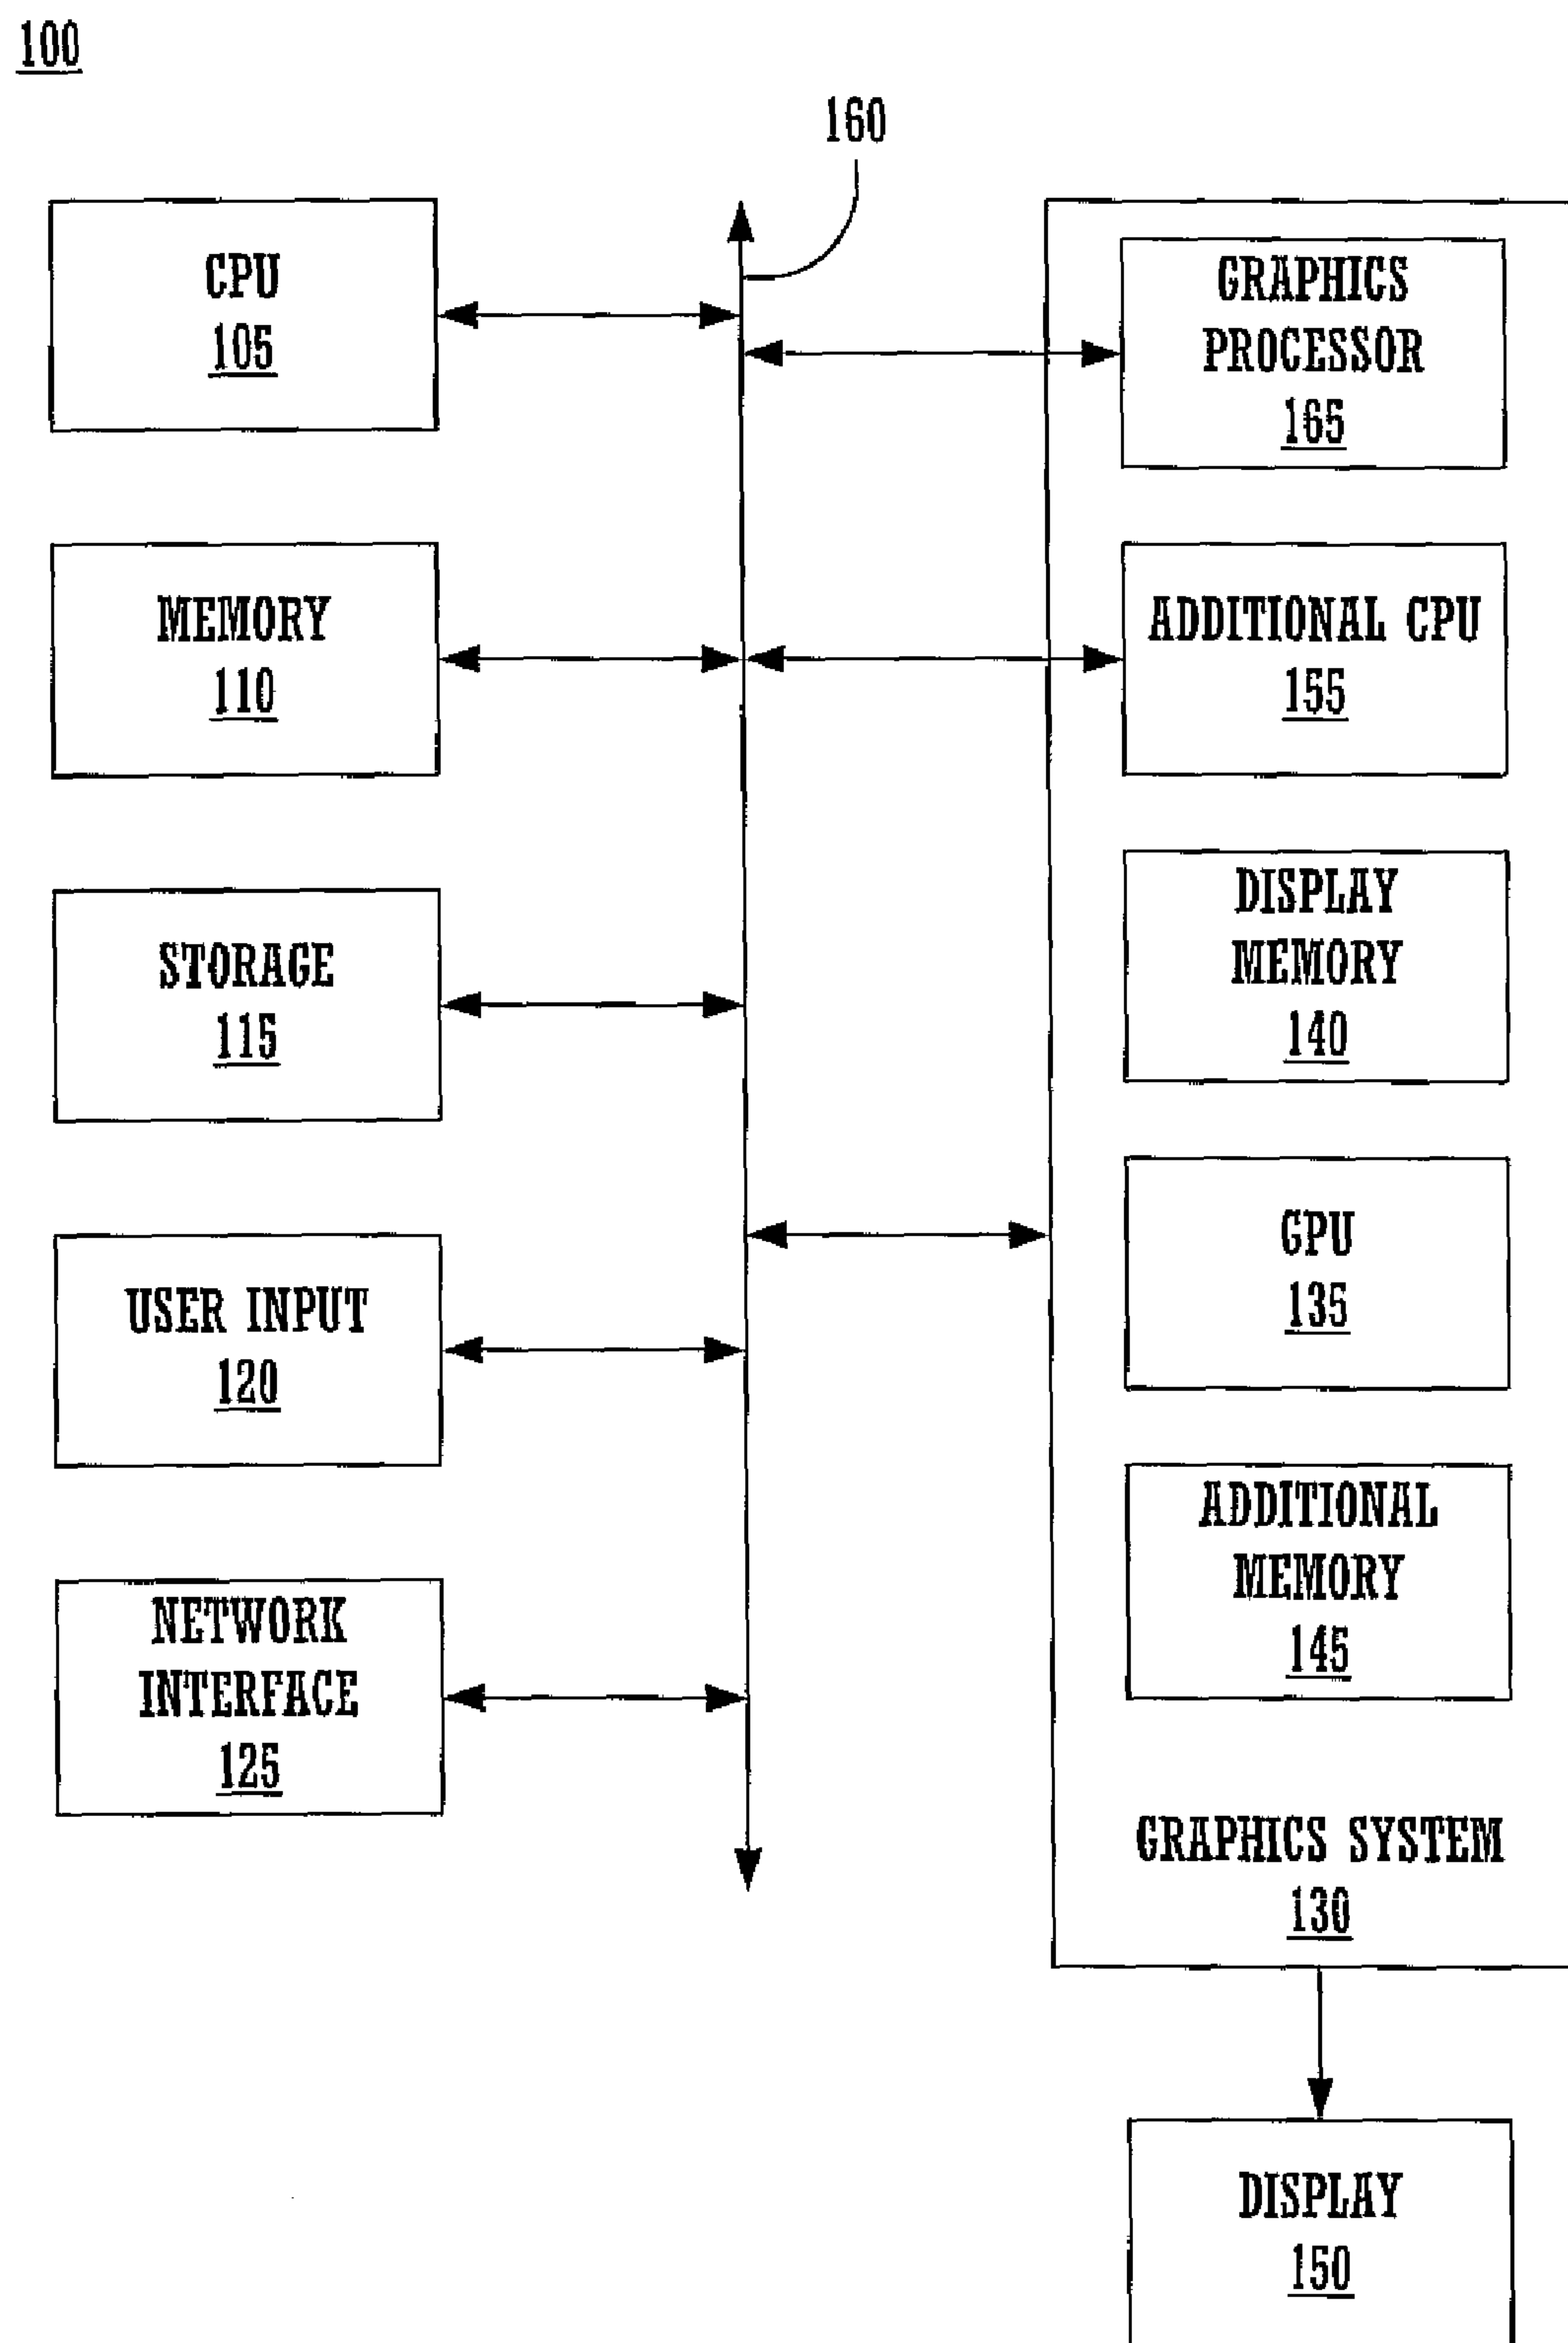 100
160
CPU
105
MEMORY
110
STORAGE
115
USER INPUT
120
NETWORK
INTERFACE
125
GRAPHICS
PROCESSOR
165
ADDITIONAL CPU
155
DISPLAY
MEMORY
140
GPU
135
ADDITIONAL
MEMORY
145
GRAPHICS SYSTEM
130
DISPLAY
150